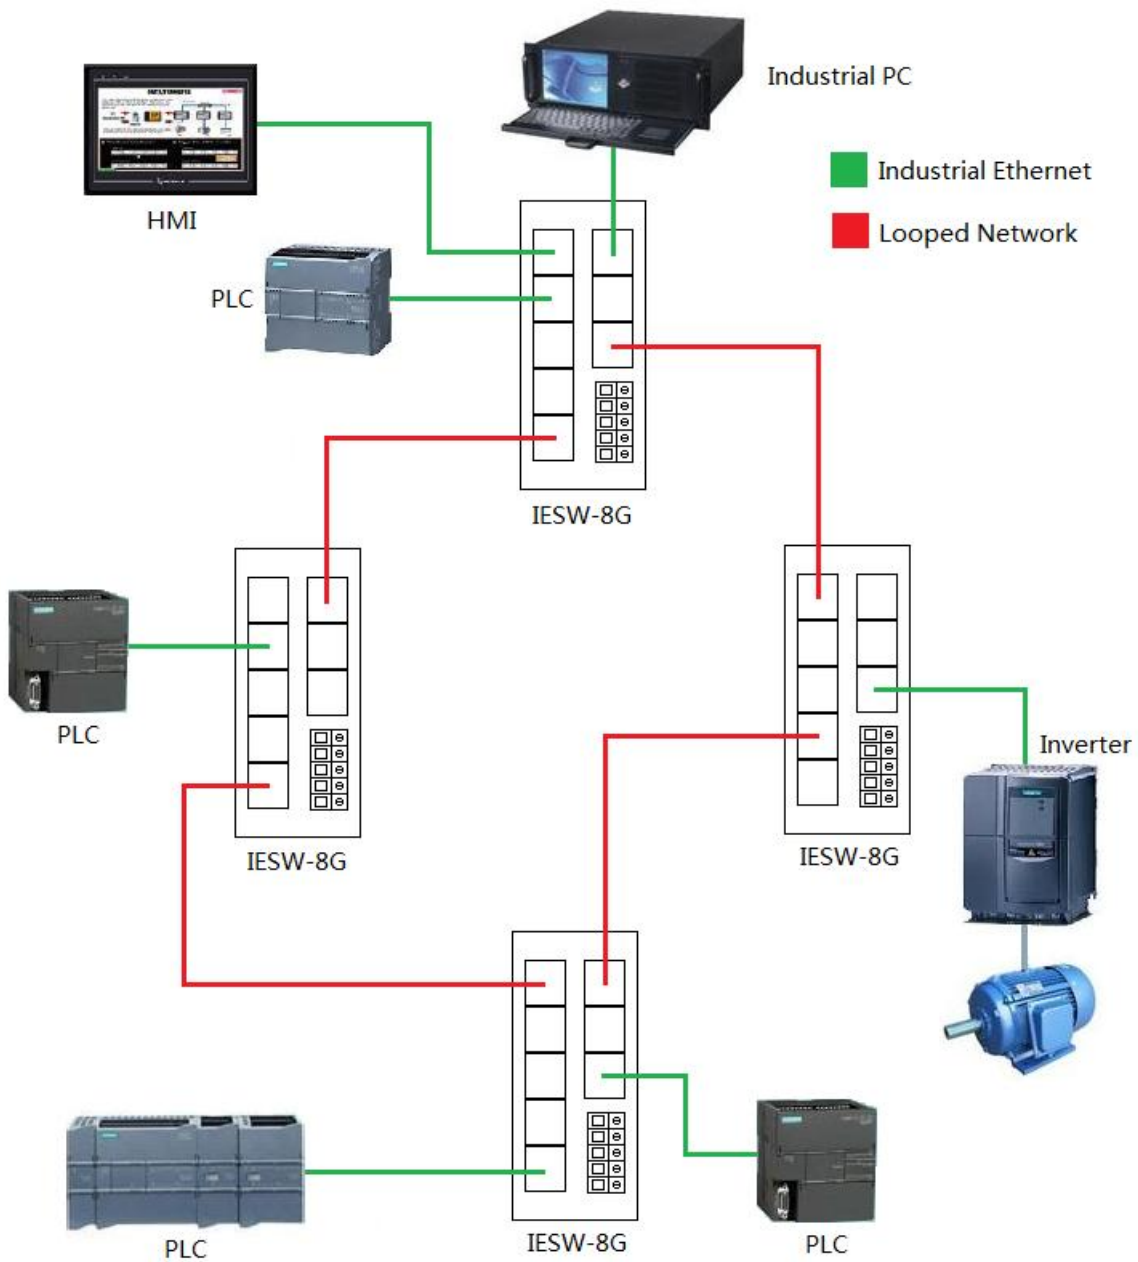 Industrial PC
HMI
Industrial Ethernet
Looped Network
PLC
IESW-8G
PLC
Inverter
IESW-8G
IESW-8G
PLC
IESW-8G
PLC